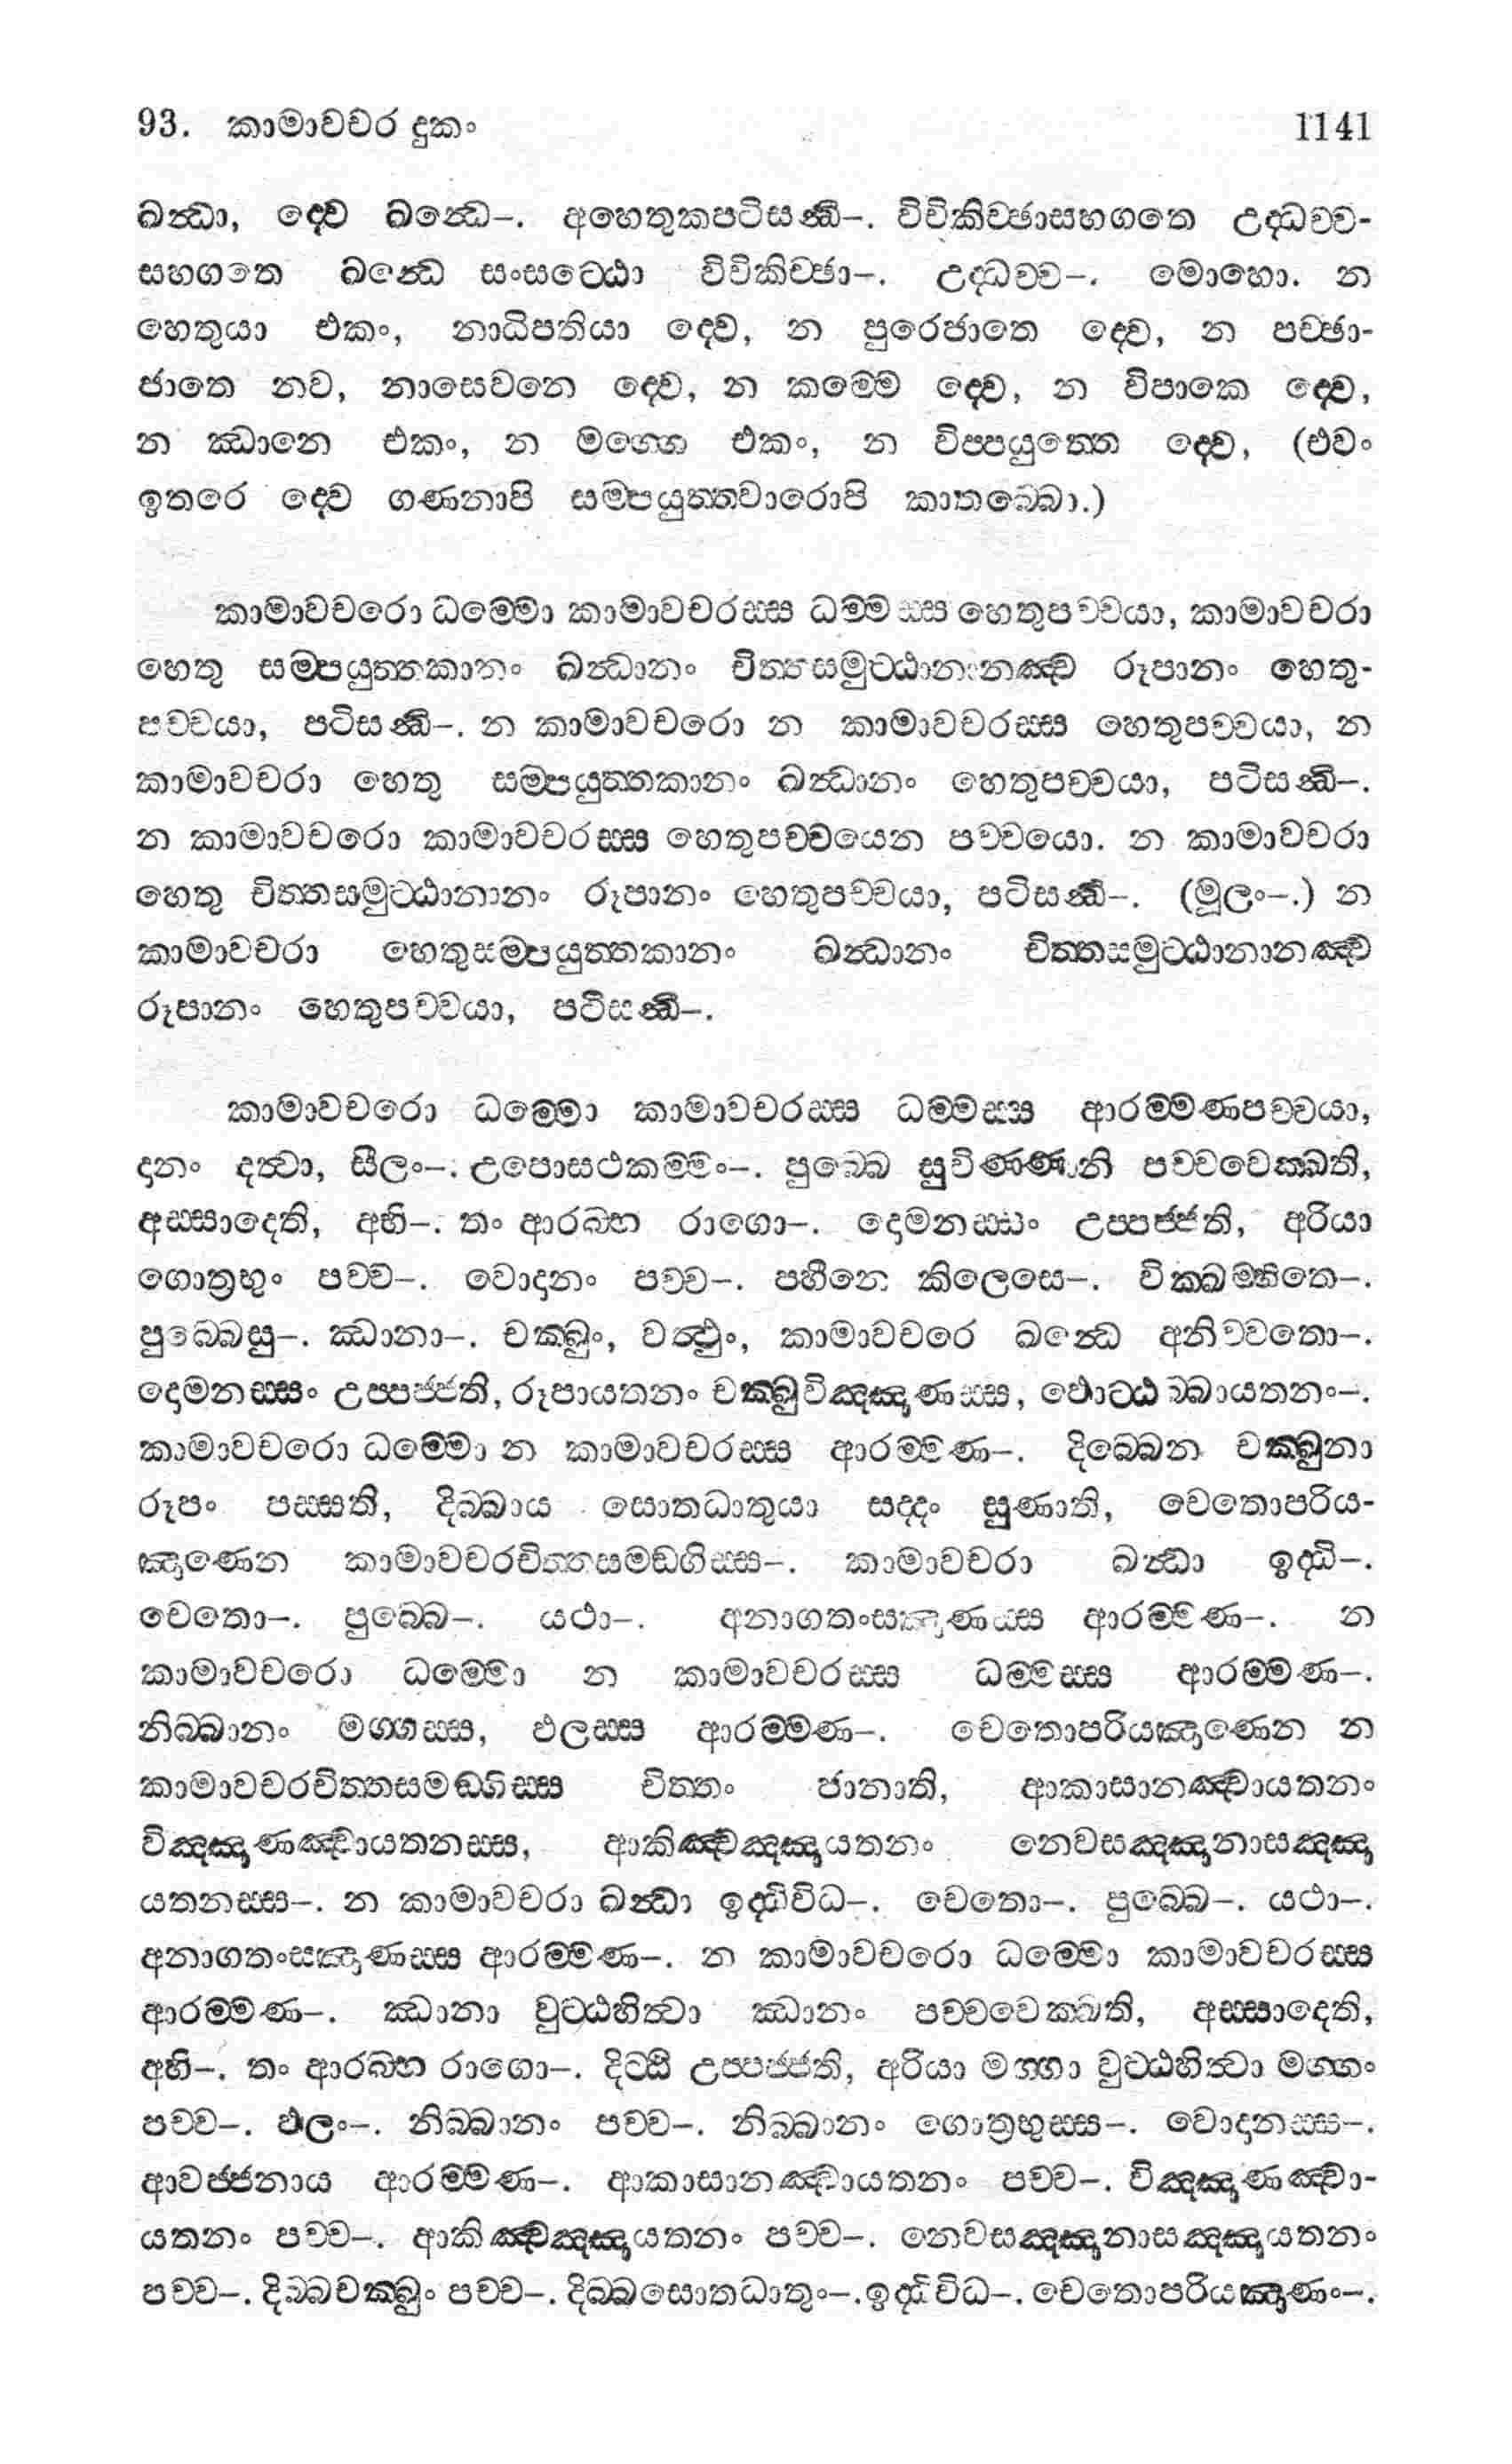 93. කාමාවචර දුකං 1141
ඛන්ධා, ද්වෙ ඛන්ධෙ–. අහෙතුකපටිසන්ධි–. විචිකිච්ඡාසහගතෙ උද්ධච්ච-
සහගතෙ ඛන්ධෙ සංසට්ඨො විචිකිච්ඡා–. උද්ධච්ච–. මොහො. න
හෙතුයා එකං, නාධිපතියා ද්වෙ, න පුරෙජාතෙ ද්වෙ, න පච්ඡා-
ජාතෙ නව, නාසෙවනෙ ද්වෙ, න කම්මෙ ද්වෙ, න විපාකෙ ද්වෙ,
න ඣානෙ එකං, න මග්ගෙ එකං, න විප්පයුත්තෙ ද්වෙ, (එවං
ඉතරෙ ද්වෙ ගණනාපි සම්පයුත්තවාරොපි කාතබ්බො.)
කාමාවචරො ධම්මො කාමාවචරස්ස ධම්මස්ස හෙතුපච්චයා, කාමාවචරා
හෙතු සම්පයුත්තකානං ඛන්ධානං චිත්තසමුට්ඨානානඤ්ච රූපානං හෙතු-
පච්චයා, පටිසන්ධි–. න කාමාවචරො න කාමාවචරස්ස හෙතුපච්චයා, න
කාමාවචරා හෙතු සම්පයුත්තකානං ඛන්ධානං හෙතුපච්චයා, පටිසන්ධි–.
න කාමාවචරො කාමාවචරස්ස හෙතුපච්චයෙන පච්චයො. න කාමාවචරා
හෙතු චිත්තසමුට්ඨානානං රූපානං හෙතුපච්චයා, පටිසන්ධි–. (මූලං–.) න
කාමාවචරා හෙතුසම්පයුත්තකානං ඛන්ධානං චිත්තසමුට්ඨානානඤ්ච
රූපානං හෙතුපච්චයා, පටිසන්ධි–.
කාමාවචරො ධම්මො කාමාවචරස්ස ධම්මස්ස ආරම්මණපච්චයා,
දානං දත්වා, සීලං–. උපොසථකම්මං–. පුබ්බෙ සුචිණ්ණානි පච්චවෙක්ඛති,
අස්සාදෙති, අභි–. තං ආරබ්භ රාගො–. දොමනස්සං උප්පජ්ජති, අරියා
ගොත්‍රභුං පච්ච–. වොදානං පච්ච–. පහීනෙ කිලෙසෙ–. වික්ඛම්භිතෙ–.
පුබ්බෙසු–. ඣානා–. චක්ඛුං, වත්ථුං, කාමාවචරෙ ඛන්ධෙ අනිච්චතො–.
දොමනස්සං උප්පජ්ජති, රූපායතනං චක්ඛුවිඤ්ඤාණස්ස, ඵොට්ඨබ්බායතනං–.
කාමාවචරො ධම්මො න කාමාවචරස්ස ආරම්මණ–. දිබ්බෙන චක්ඛුනා
රූපං පස්සති, දිබ්බාය සොතධාතුයා සද්දං සුණාති, චෙතොපරිය-
ඤාණෙන කාමාවචරචිත්තසමඞ්ගිස්ස–. කාමාවචරා ඛන්ධා ඉද්ධි–.
චෙතො–. පුබ්බෙ–. යථා–. අනාගතංසඤාණස්ස ආරම්මණ–. න
කාමාවචරො ධම්මො න කාමාවචරස්ස ධම්මස්ස ආරම්මණ–.
නිබ්බානං මග්ගස්ස, ඵලස්ස ආරම්මණ–. චෙතොපරියඤාණෙන න
කාමාවචරචිත්තසමඞ්ගිස්ස චිත්තං ජානාති, ආකාසානඤ්චායතනං
විඤ්ඤාණඤ්චායතනස්ස, ආකිඤ්චඤ්ඤායතනං නෙවසඤ්ඤානාසඤ්ඤා
යතනස්ස–. න කාමාවචරා ඛන්ධා ඉද්ධිවිධ–. චෙතො–. පුබ්බෙ–. යථා–.
අනාගතංසඤාණස්ස ආරම්මණ–. න කාමාවචරො ධම්මො කාමාවචරස්ස
ආරම්මණ–. ඣානා වුට්ඨහිත්වා ඣානං පච්චවෙක්ඛති, අස්සාදෙති,
අභි–. තං ආරබ්භ රාගො–. දිට්ඨි උප්පජ්ජති, අරියා මග්ගා වුට්ඨහිත්වා මග්ගං
පච්ච–. ඵලං–. නිබ්බානං පච්ච–. නිබ්බානං ගොත්‍රභුස්ස–. වොදානස්ස–.
ආවජ්ජනාය ආරම්මණ–. ආකාසානඤ්චායතනං පච්ච–. විඤ්ඤාණඤ්චා-
යතනං පච්ච–. ආකිඤ්චඤ්ඤායතනං පච්ච–. නෙවසඤ්ඤානාසඤ්ඤායතනං
පච්ච–. දිබ්බචක්ඛුං පච්ච–. දිබ්බසොතධාතුං–. ඉද්ධිවිධ–. චෙතොපරියඤාණං–.